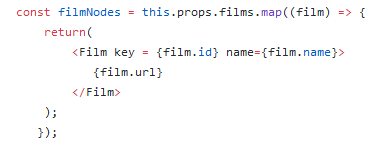 const filmNodes = this.props.films.map((film) => {
return(
<Film key = {film.id} name={film.name}>
{film.url}
</Film>
);
});